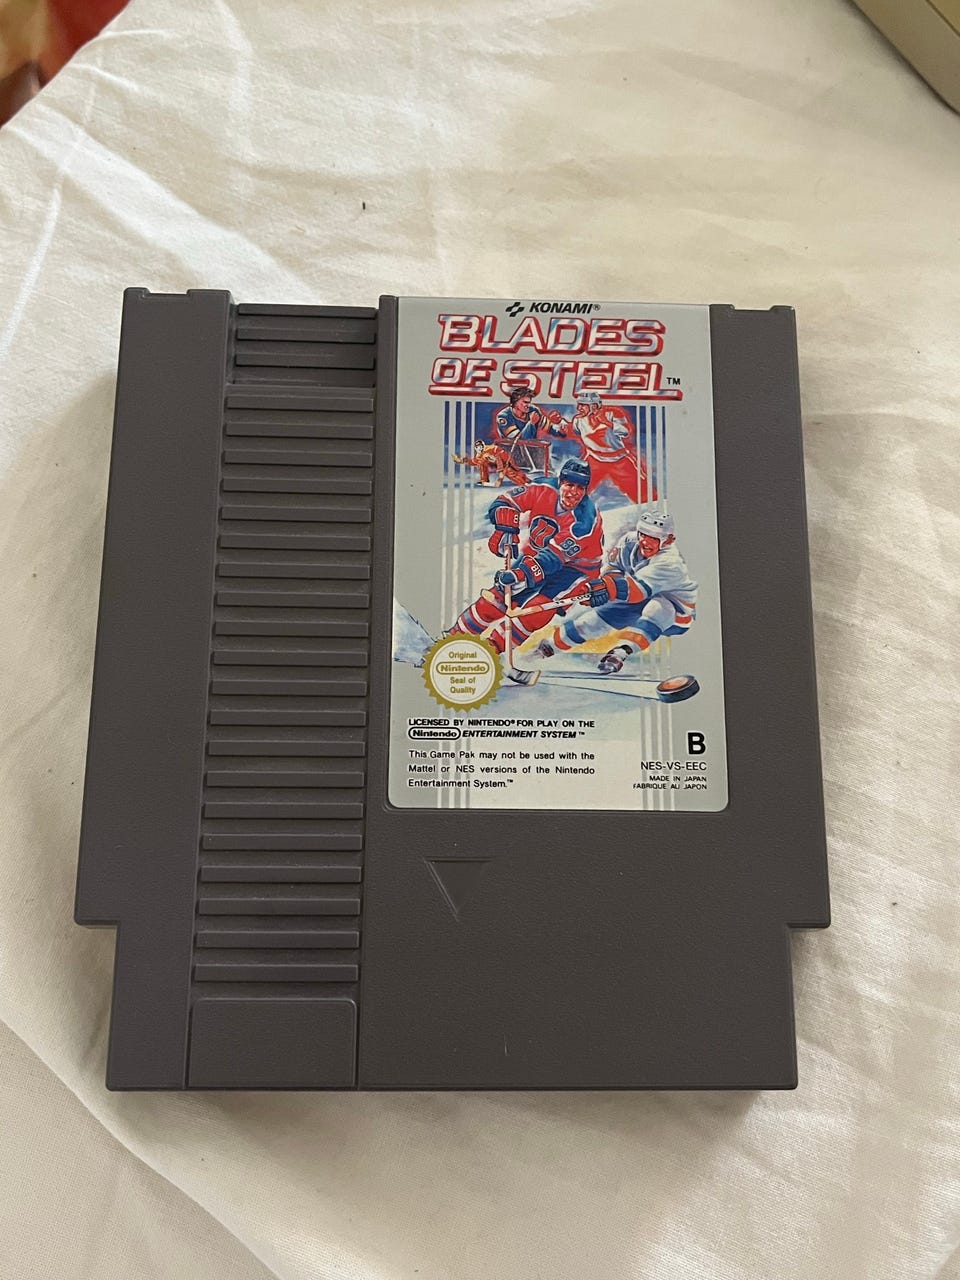 KONAMI®
BLADES
OF STEEL™
88
89
Original
Nintendo
Seal of
Quality
LICENSED BY NINTENDO® FOR PLAY ON THE
Nintendo ENTERTAINMENT SYSTEM™
This Game Pak may not be used with the
Mattel or NES versions of the Nintendo
Entertainment System.™
B
NES-VS-EEC
MADE IN JAPAN
FABRIQUE AU JAPON